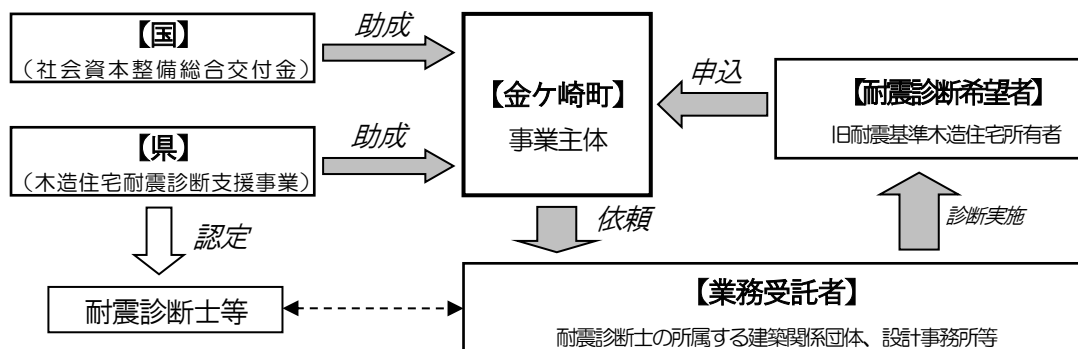 【国】
（社会資本整備総合交付金）
助成
【県】
（木造住宅耐震診断支援事業）
助成
【金ケ崎町】
事業主体
申込
【耐震診断希望者】
旧耐震基準木造住宅所有者
認定
依頼
診断実施
耐震診断士等
【業務受託者】
耐震診断士の所属する建築関係団体、設計事務所等